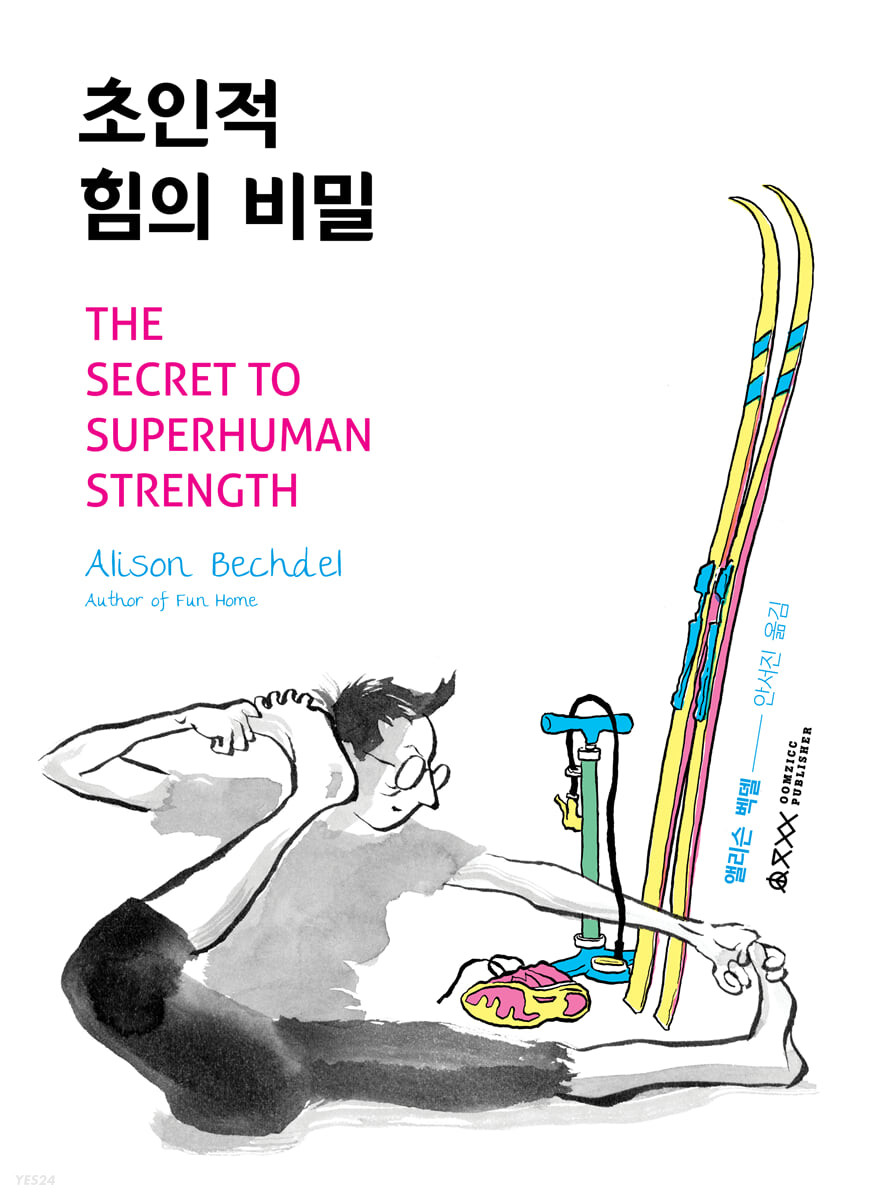 초인적
힘의 비밀
THE
SECRET TO
SUPERHUMAN
STRENGTH
Alison Bechdel
Author of Fun Home
앨리슨 벡델 — 안서진 옮김
OOMZICC
PUBLISHER
YES24